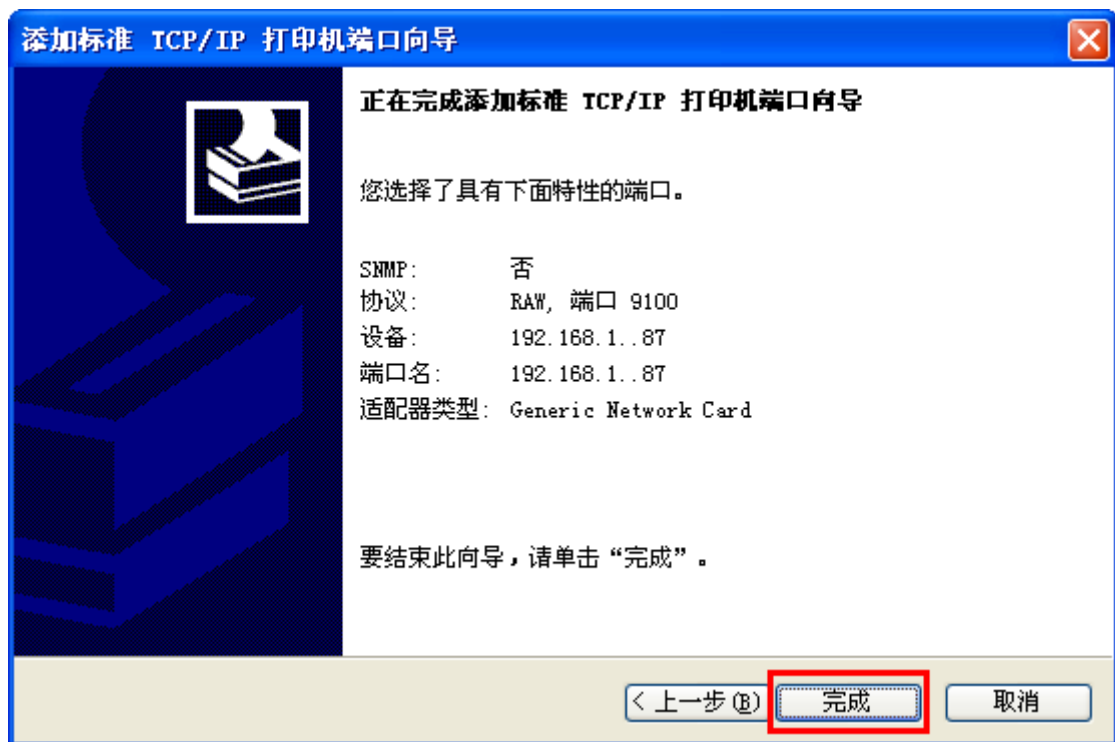 添加标准 TCP/IP 打印机端口向导
正在完成添加标准 TCP/IP 打印机端口向导
您选择了具有下面特性的端口。
SNMP: 否
协议: RAW, 端口 9100
设备: 192.168.1..87
端口名: 192.168.1..87
适配器类型: Generic Network Card
要结束此向导，请单击“完成”。
< 上一步(B) 完成 取消